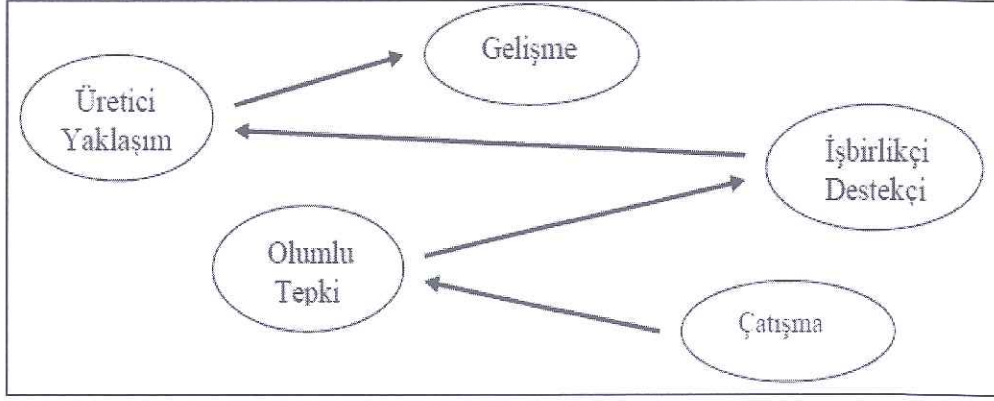 Gelişme
Üretici
Yaklaşım
İşbirlikçi
Destekçi
Olumlu
Tepki
Çatışma